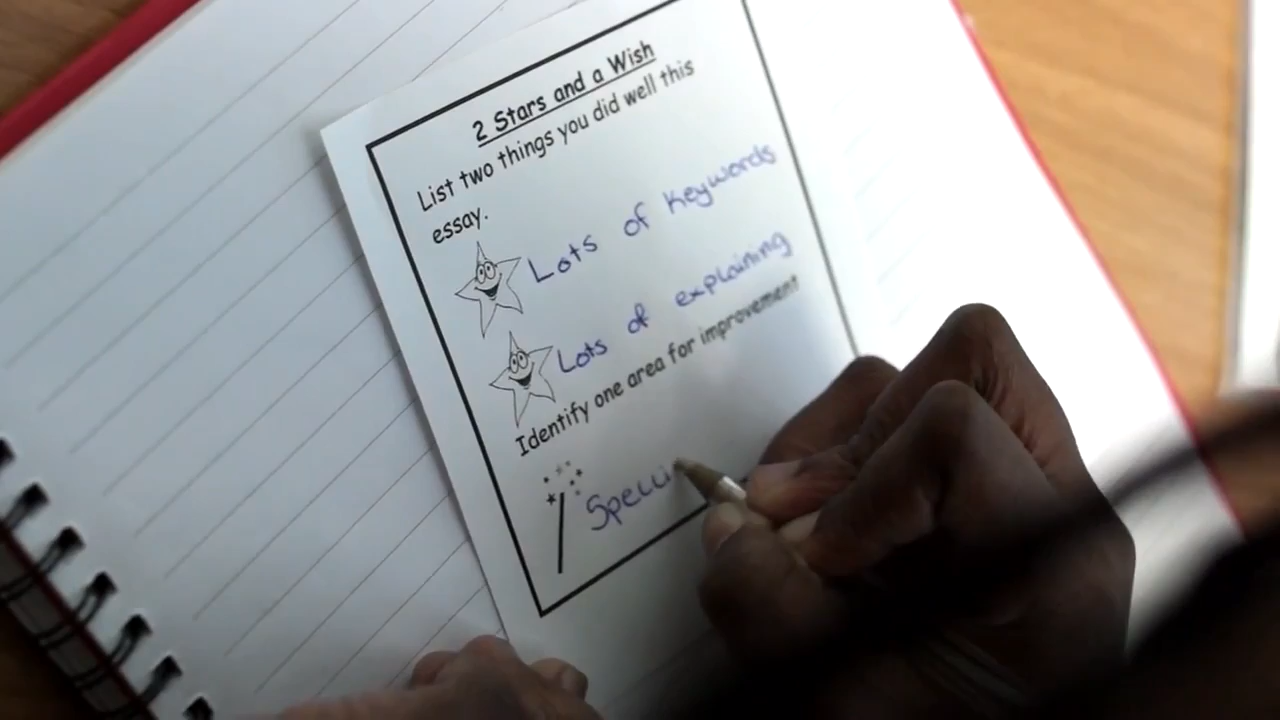 2 Stars and a Wish
List two things you did well this
essay.
Lots of keywords
Lots of explaining
Identify one area for improvement
Spelli